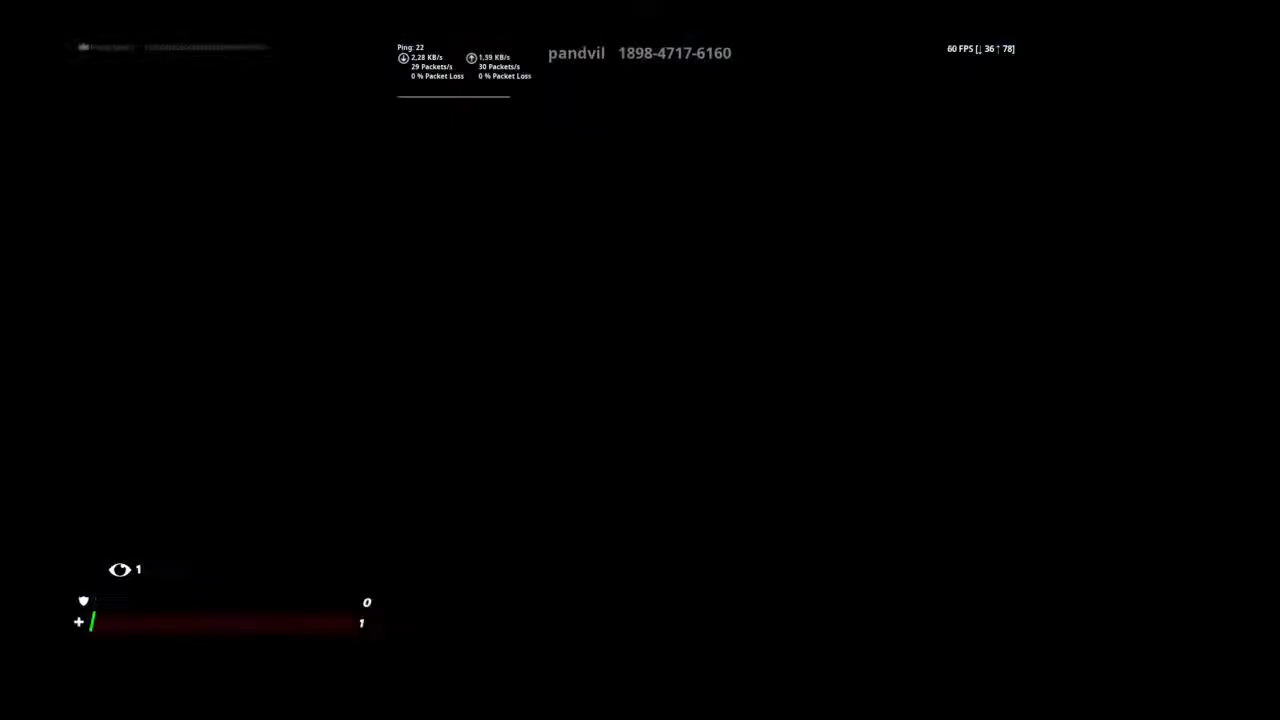 Ping: 22
2,28 KB/s 1,39 KB/s
29 Packets/s 30 Packets/s
0 % Packet Loss 0 % Packet Loss
pandvil 1898-4717-6160
60 FPS [↓ 36 ↑ 78]
1
0
1